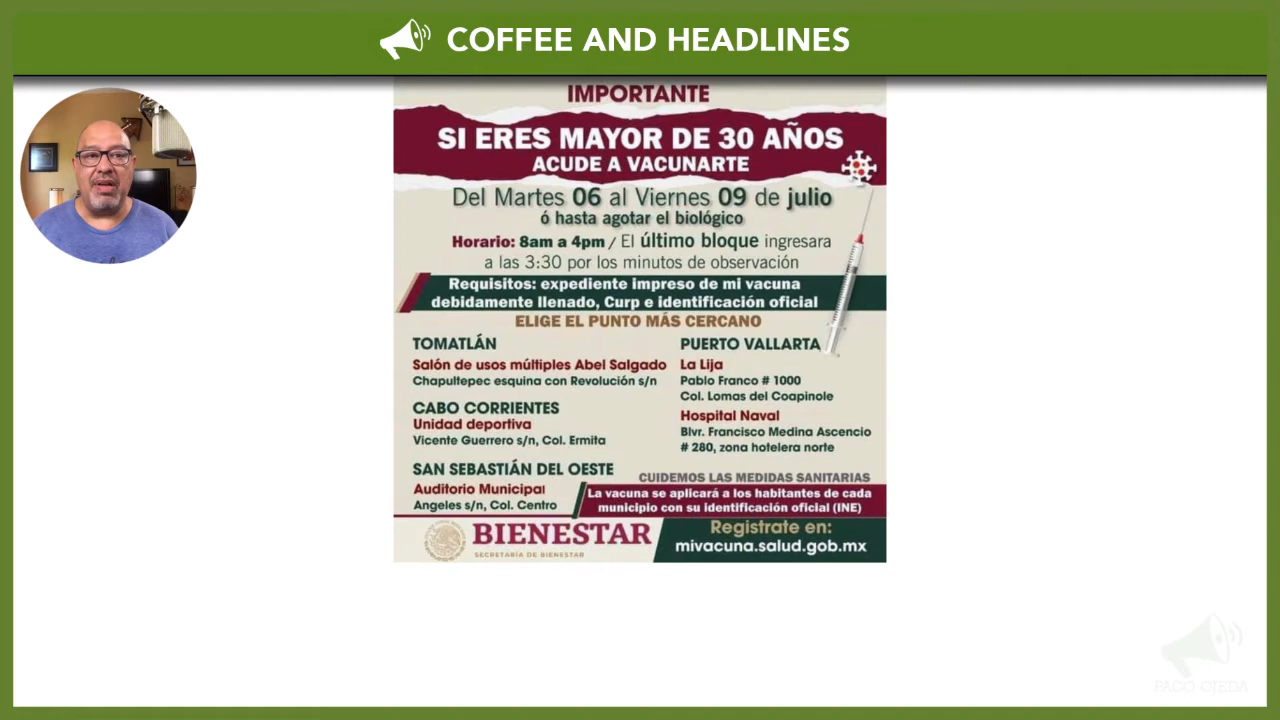 COFFEE AND HEADLINES
IMPORTANTE
SI ERES MAYOR DE 30 AÑOS
ACUDE A VACUNARTE
Del Martes 06 al Viernes 09 de julio
ó hasta agotar el biológico
Horario: 8am a 4pm / El último bloque ingresara
a las 3:30 por los minutos de observación
Requisitos: expediente impreso de mi vacuna
debidamente llenado, Curp e identificación oficial
ELIGE EL PUNTO MÁS CERCANO
TOMATLÁN
Salón de usos múltiples Abel Salgado
Chapultepec esquina con Revolución s/n
CABO CORRIENTES
Unidad deportiva
Vicente Guerrero s/n, Col. Ermita
SAN SEBASTIÁN DEL OESTE
Auditorio Municipal
Angeles s/n, Col. Centro
PUERTO VALLARTA
La Lija
Pablo Franco # 1000
Col. Lomas del Coapinole
Hospital Naval
Blvr. Francisco Medina Ascencio
# 280, zona hotelera norte
CUIDEMOS LAS MEDIDAS SANITARIAS
La vacuna se aplicará a los habitantes de cada
municipio con su identificación oficial (INE)
BIENESTAR
SECRETARÍA DE BIENESTAR
Registrate en:
mivacuna.salud.gob.mx
PACO OJEDA